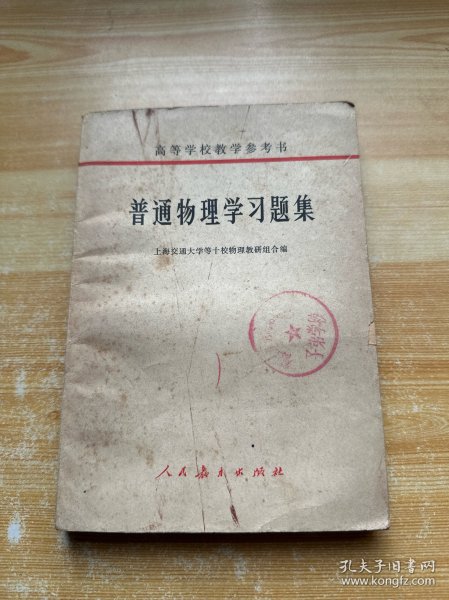 高等学校教学参考书
普通物理学习题集
上海交通大学等十校物理教研组合编
人民教育出版社
孔夫子旧书网
www.kongfz.com